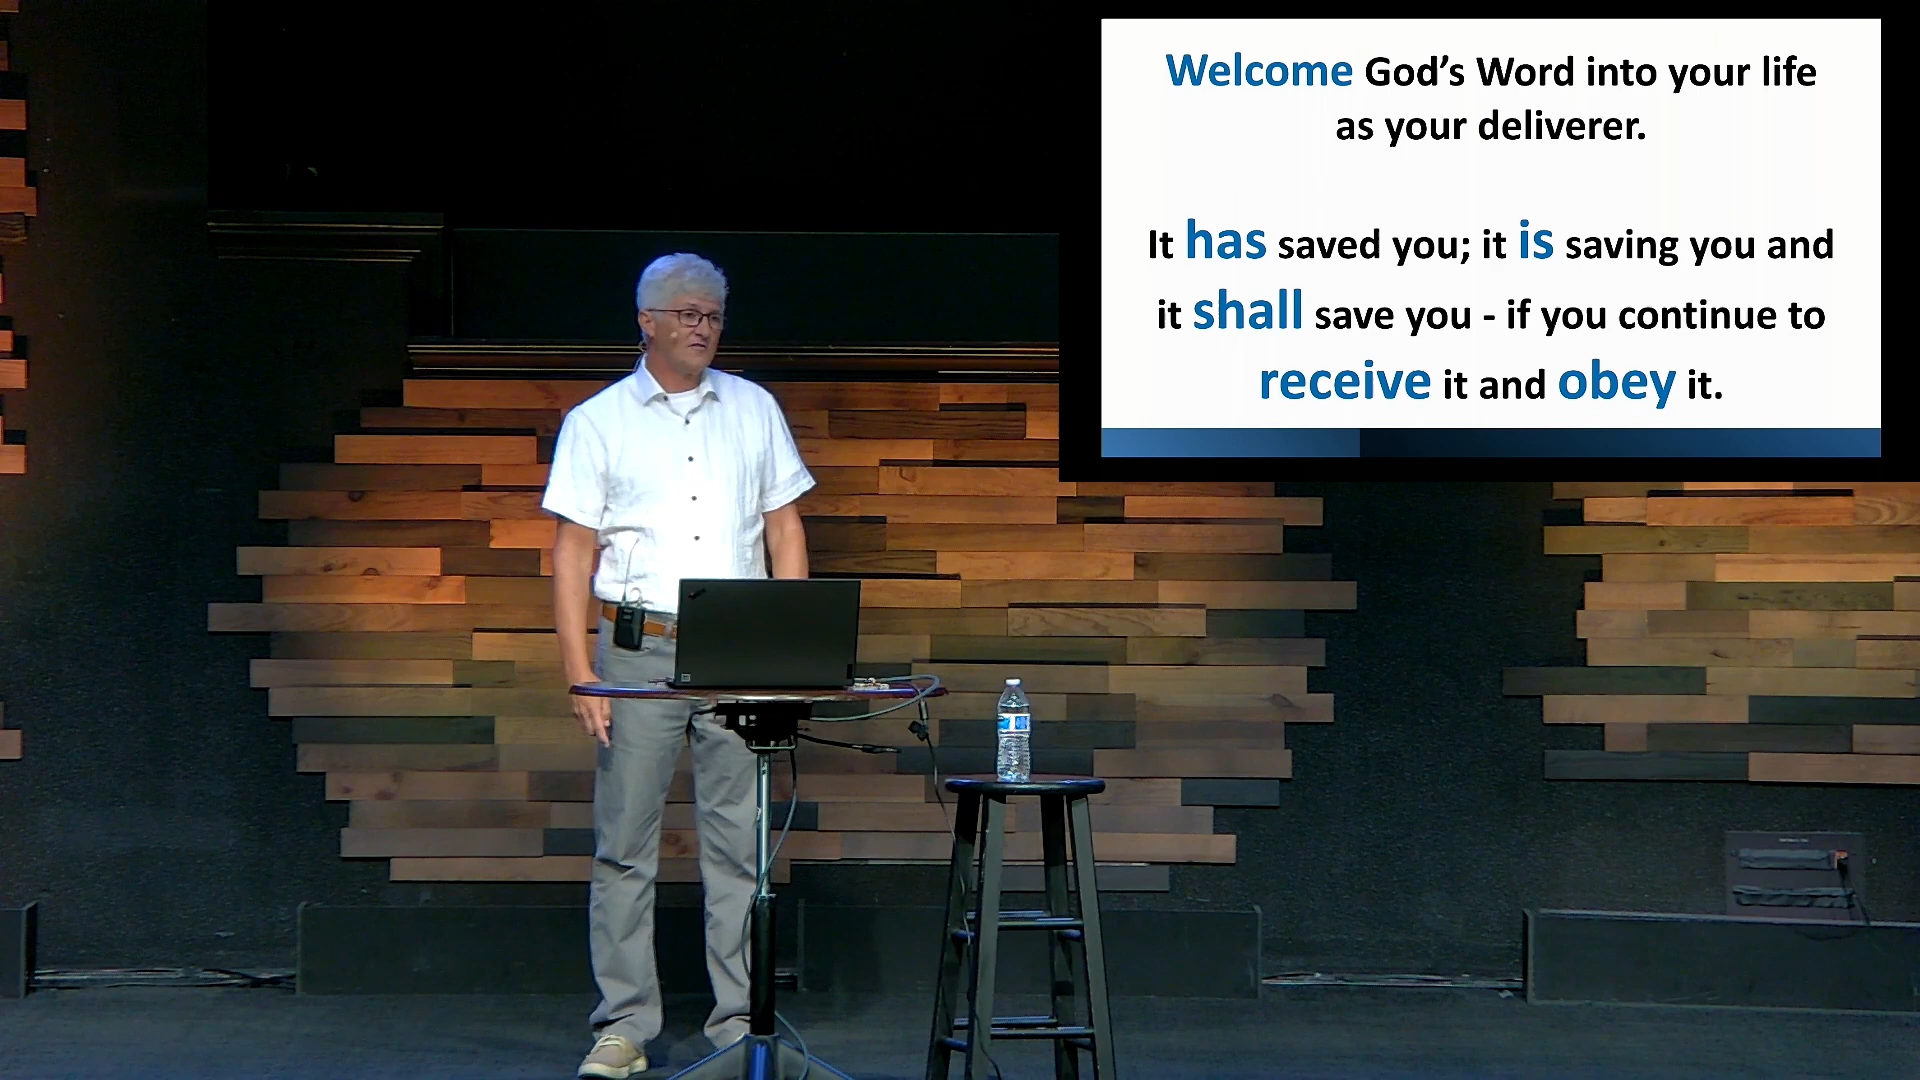 Welcome God's Word into your life
as your deliverer.
It has saved you; it is saving you and
it shall save you - if you continue to
receive it and obey it.